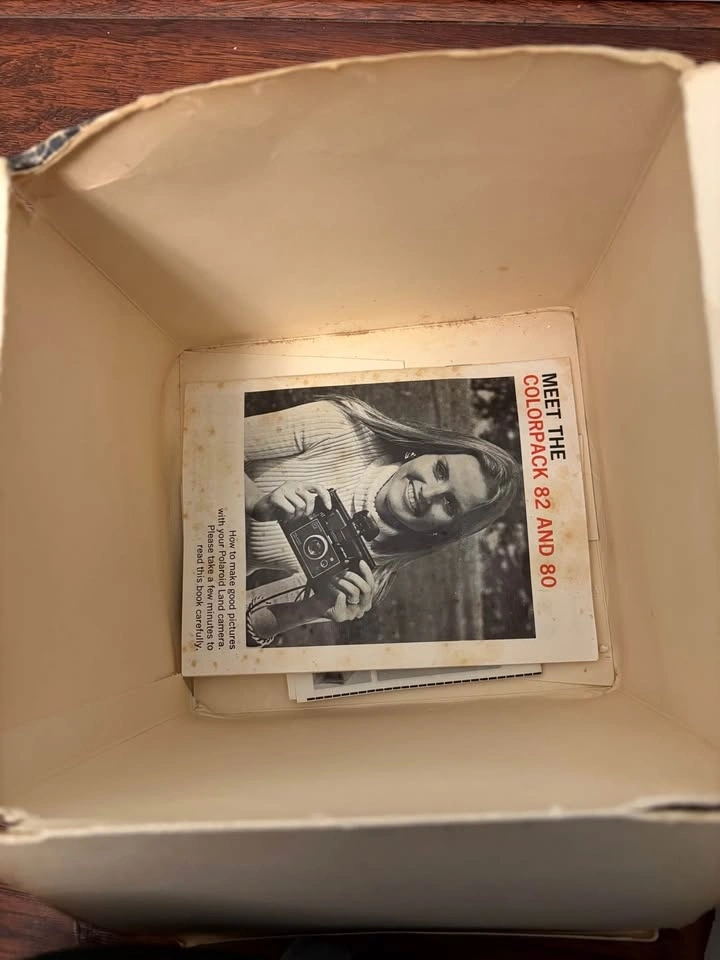 MEET THE
COLORPACK 82 AND 80
How to make good pictures
with your Polaroid Land camera.
Please take a few minutes to
read this book carefully.